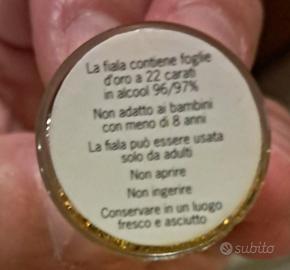 La fiala contiene foglie
d'oro a 22 carati
in alcool 96/97%
Non adatto ai bambini
con meno di 8 anni
La fiala può essere usata
solo da adulti
Non aprire
Non ingerire
Conservare in un luogo
fresco e asciutto
subito